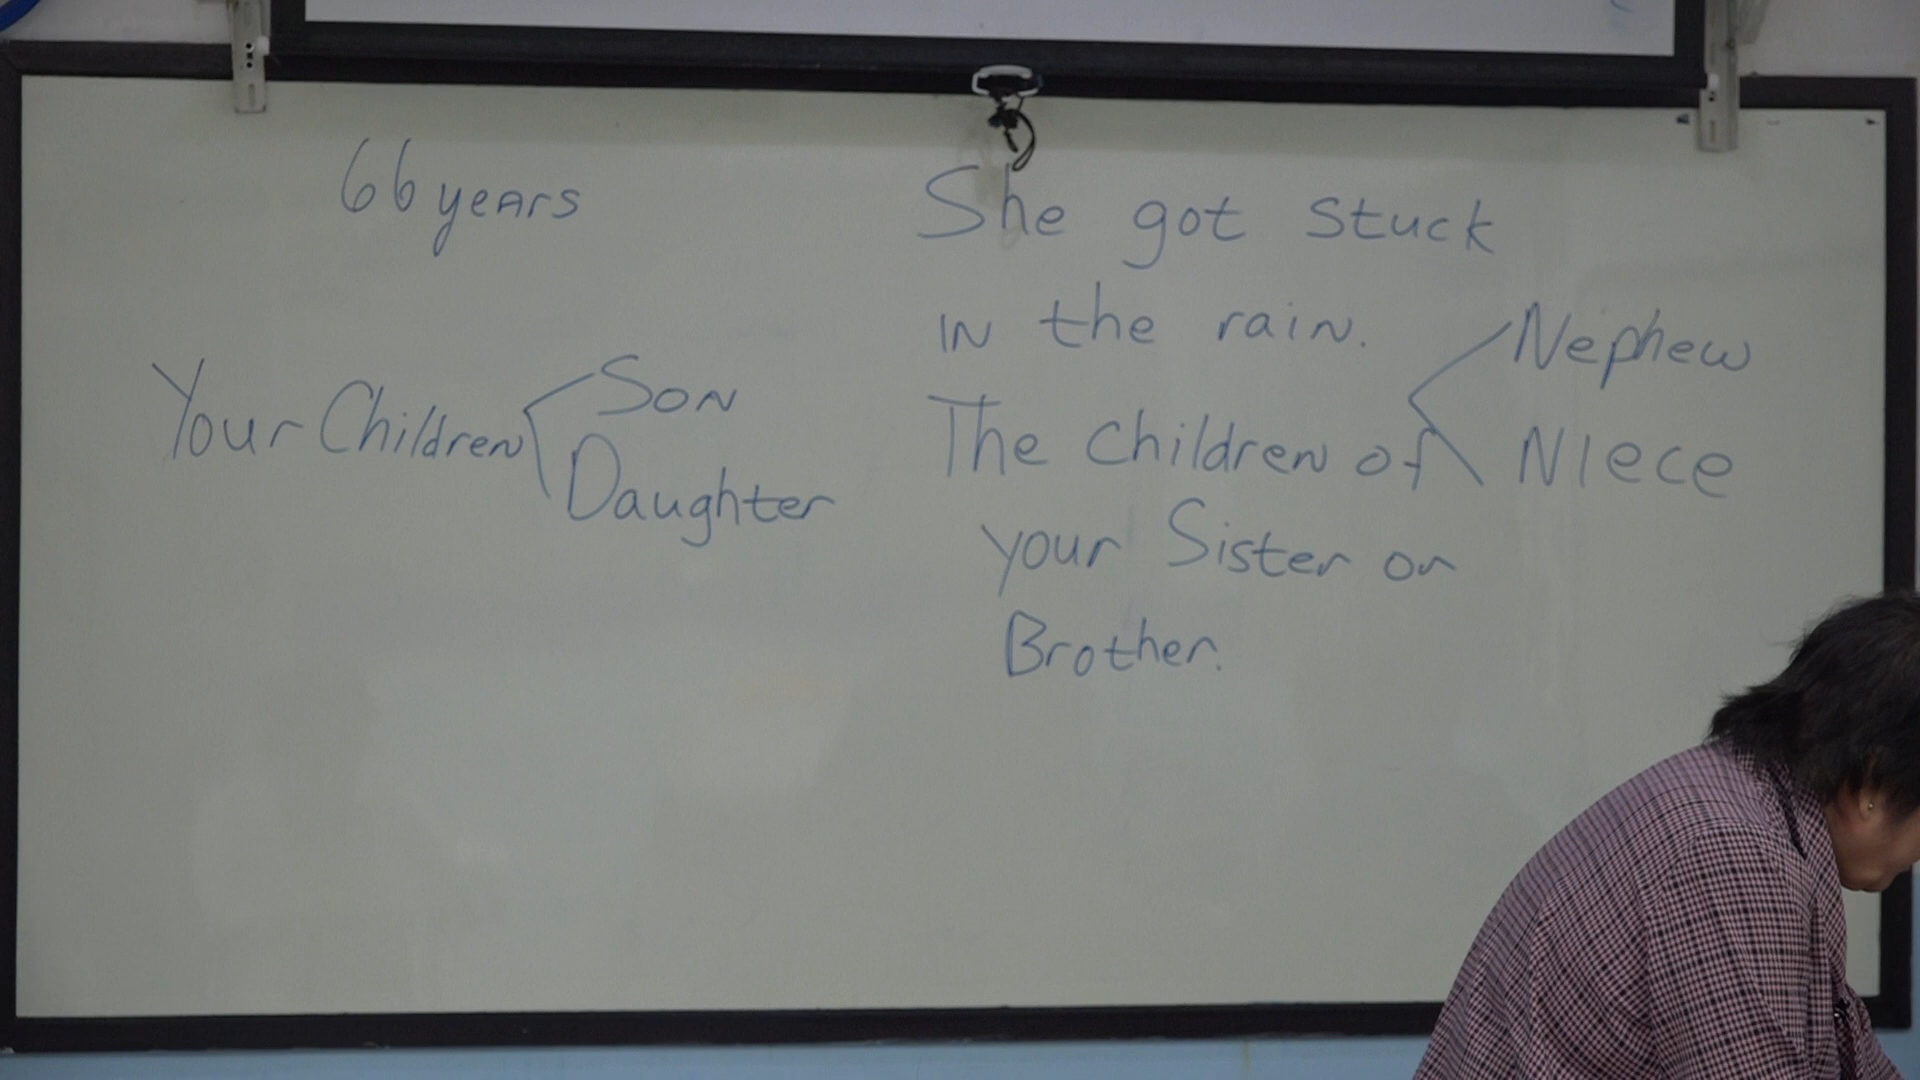 66 years
Your Children
Son
Daughter
She got stuck
in the rain.
The children of
your Sister or
Brother.
Nephew
NIece